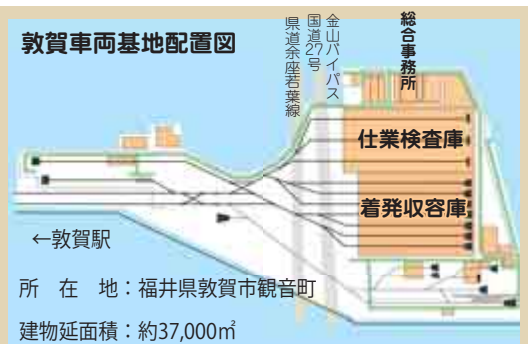 敦賀車両基地配置図
県道余座若葉線
国道27号
金山バイパス
総合事務所
仕業検査庫
着発収容庫
←敦賀駅
所在地：福井県敦賀市観音町
建物延面積：約37,000㎡